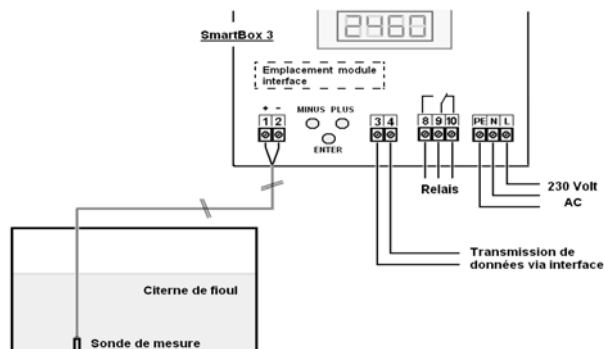 SmartBox 3
2460
Emplacement module
interface
+ -
MINUS PLUS
ENTER
1 2
3 4
8 9 10
PE N L
Relais
230 Volt
AC
Transmission de
données via interface
Citerne de fioul
Sonde de mesure